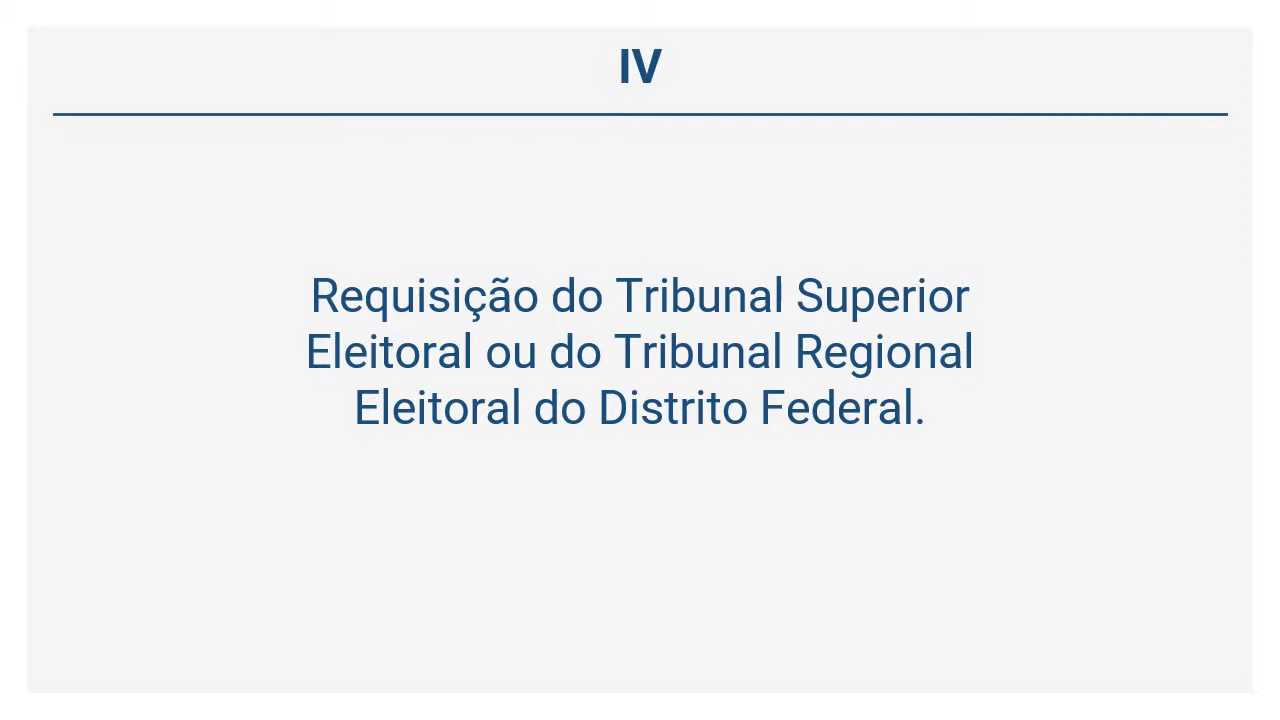 IV
Requisição do Tribunal Superior
Eleitoral ou do Tribunal Regional
Eleitoral do Distrito Federal.